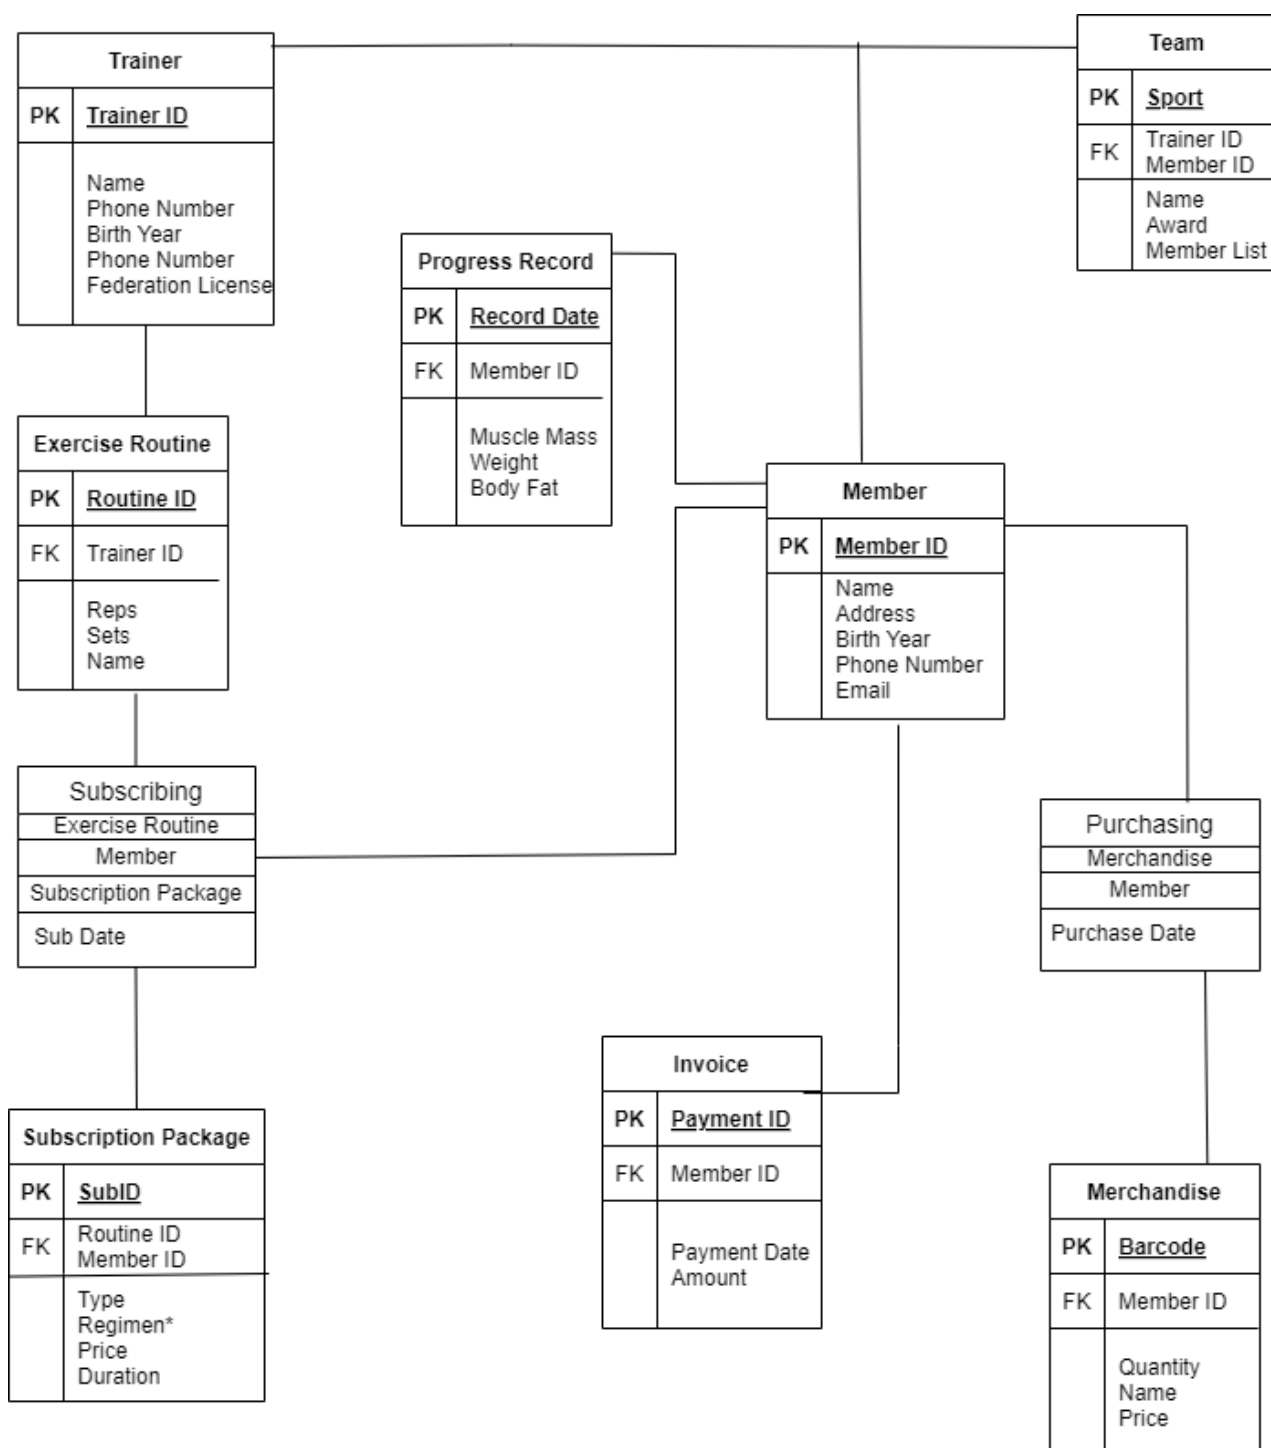 Trainer
PK Trainer ID
Name
Phone Number
Birth Year
Phone Number
Federation License
Team
PK Sport
FK Trainer ID
Member ID
Name
Award
Member List
Progress Record
PK Record Date
FK Member ID
Muscle Mass
Weight
Body Fat
Exercise Routine
PK Routine ID
FK Trainer ID
Reps
Sets
Name
Member
PK Member ID
Name
Address
Birth Year
Phone Number
Email
Subscribing
Exercise Routine
Member
Subscription Package
Sub Date
Purchasing
Merchandise
Member
Purchase Date
Invoice
PK Payment ID
FK Member ID
Payment Date
Amount
Subscription Package
PK SubID
FK Routine ID
Member ID
Type
Regimen*
Price
Duration
Merchandise
PK Barcode
FK Member ID
Quantity
Name
Price